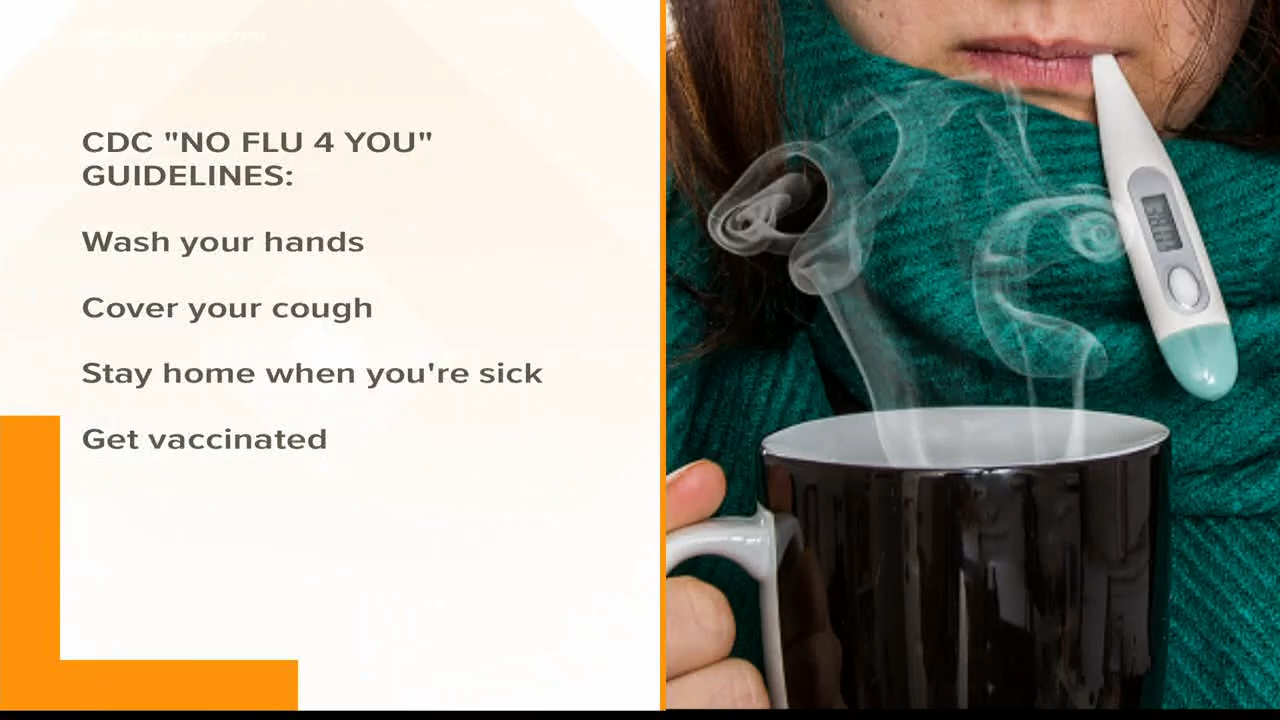 CDC "NO FLU 4 YOU"
GUIDELINES:
Wash your hands
Cover your cough
Stay home when you're sick
Get vaccinated